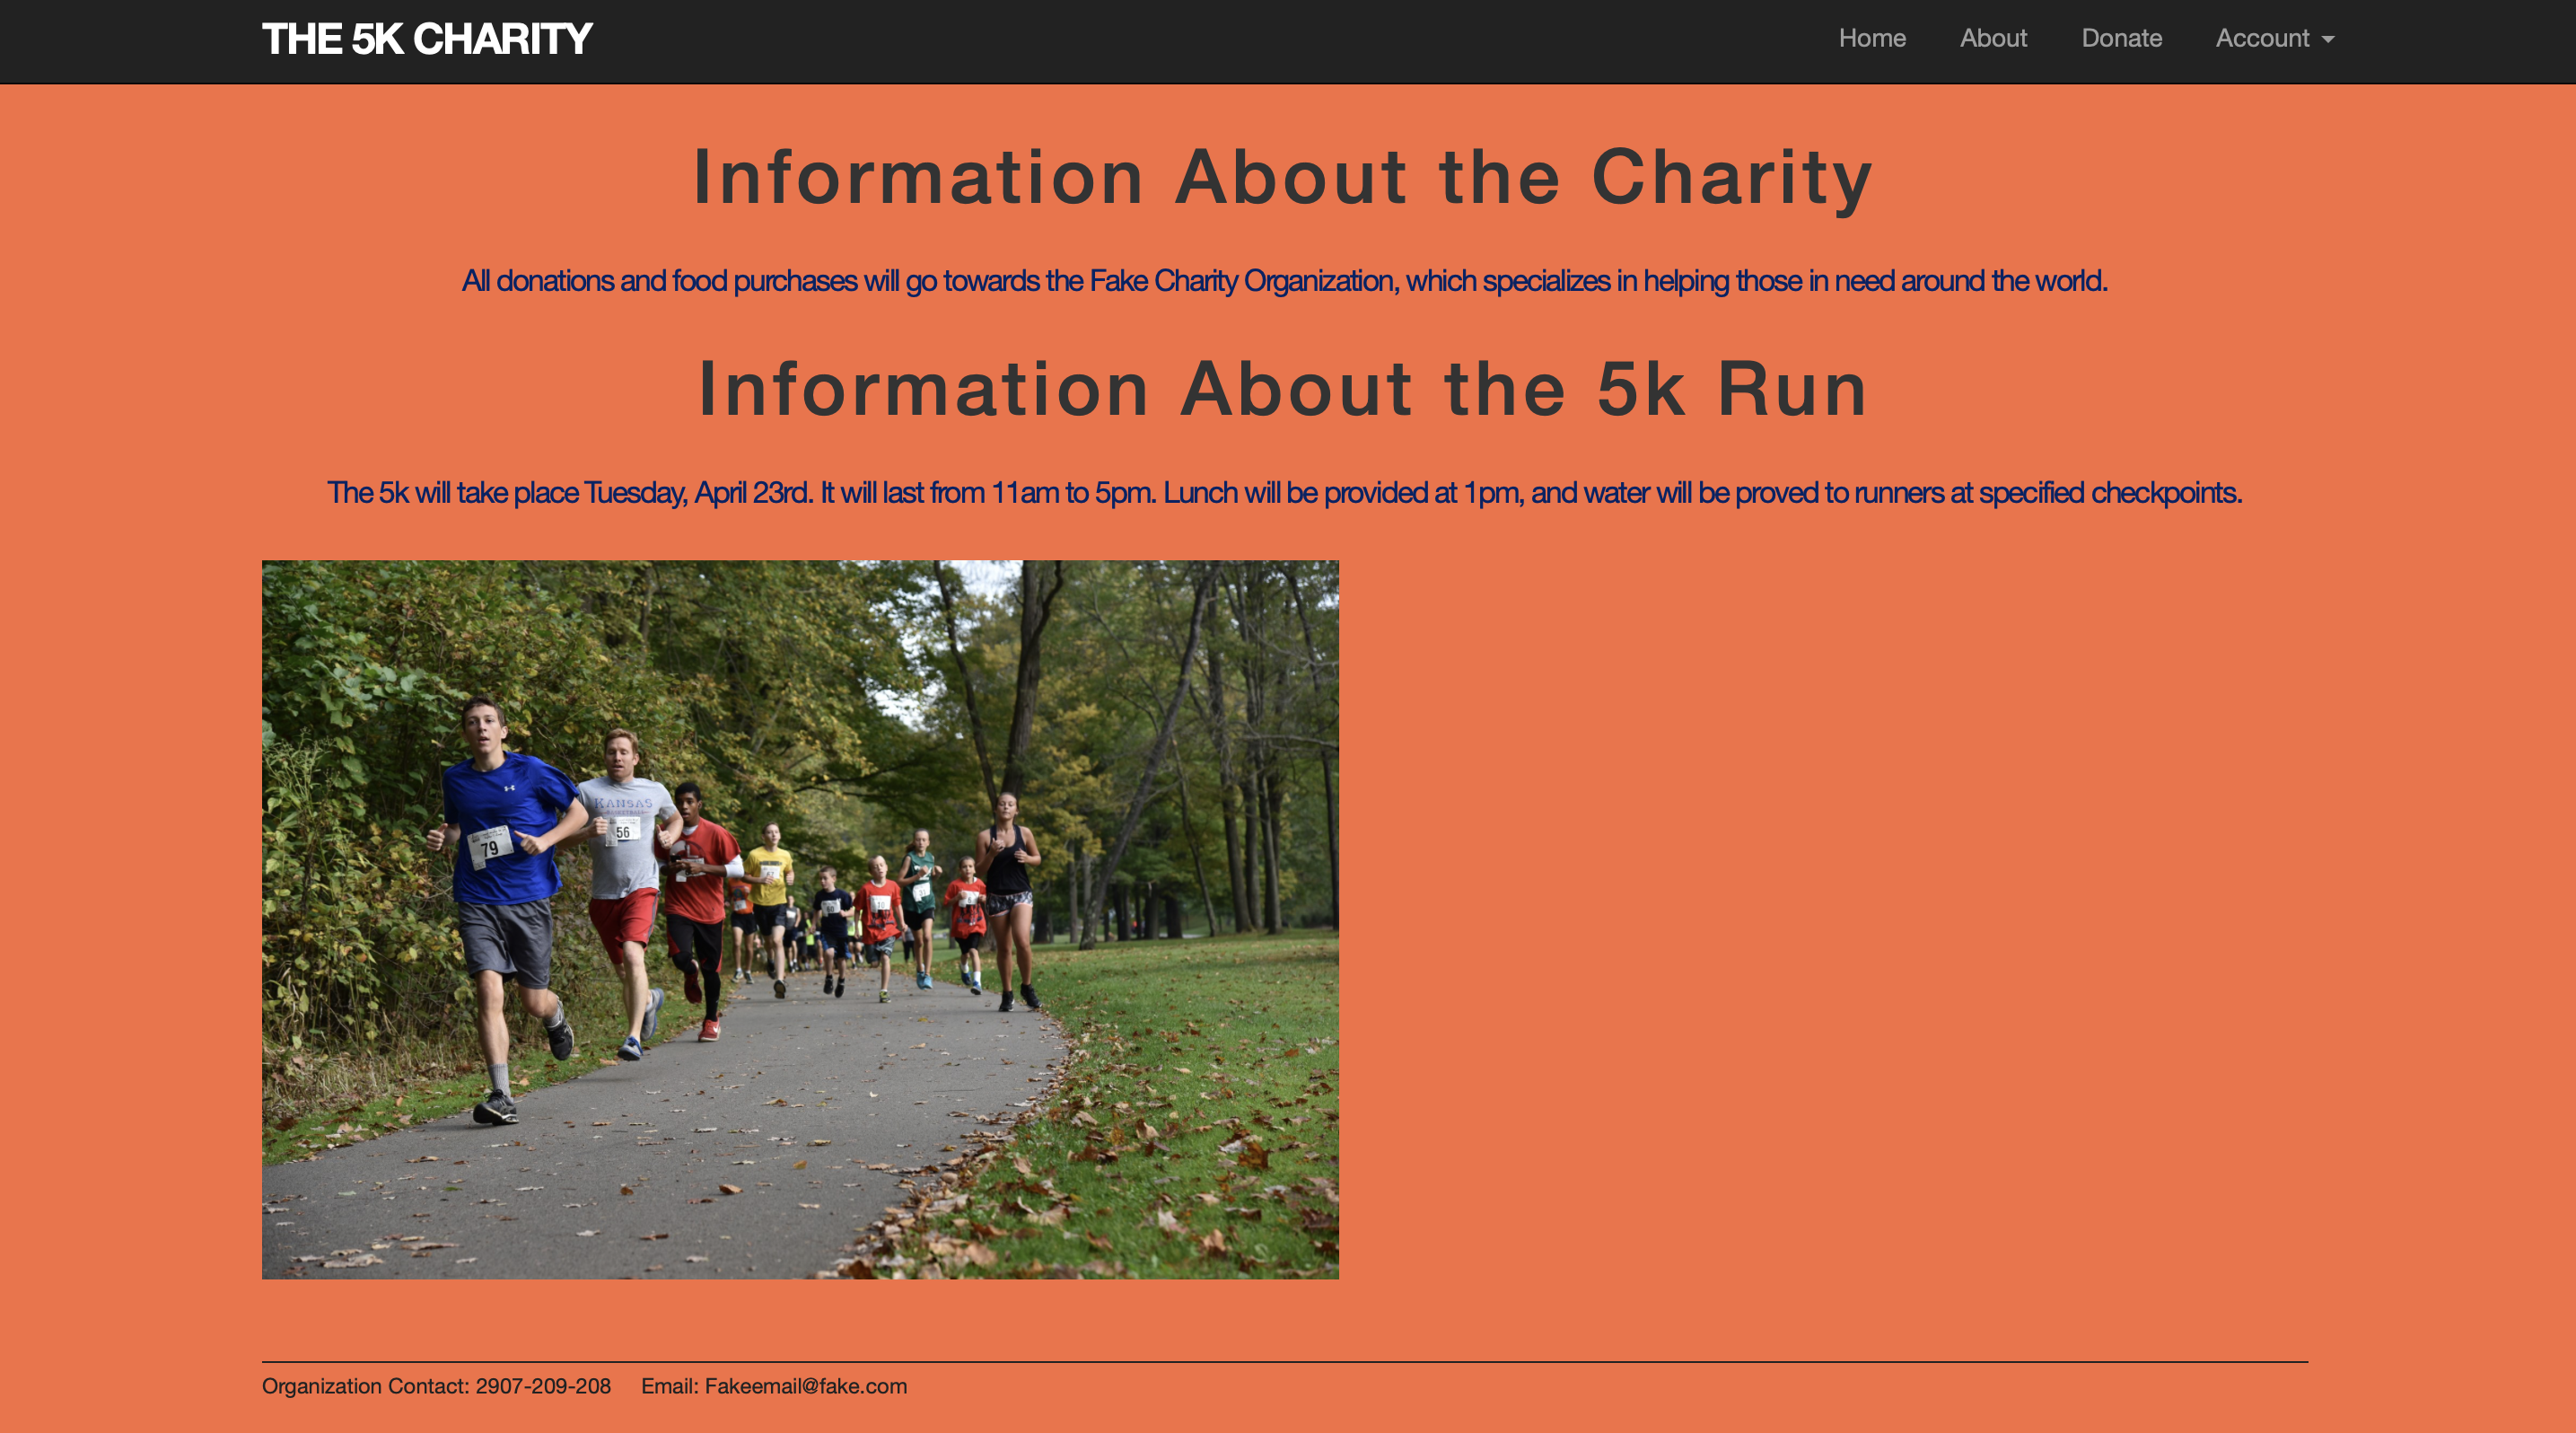 THE 5K CHARITY
Home About Donate Account
Information About the Charity
All donations and food purchases will go towards the Fake Charity Organization, which specializes in helping those in need around the world.
Information About the 5k Run
The 5k will take place Tuesday, April 23rd. It will last from 11am to 5pm. Lunch will be provided at 1pm, and water will be proved to runners at specified checkpoints.
KANSAS
56
79
Organization Contact: 2907-209-208 Email: Fakeemail@fake.com